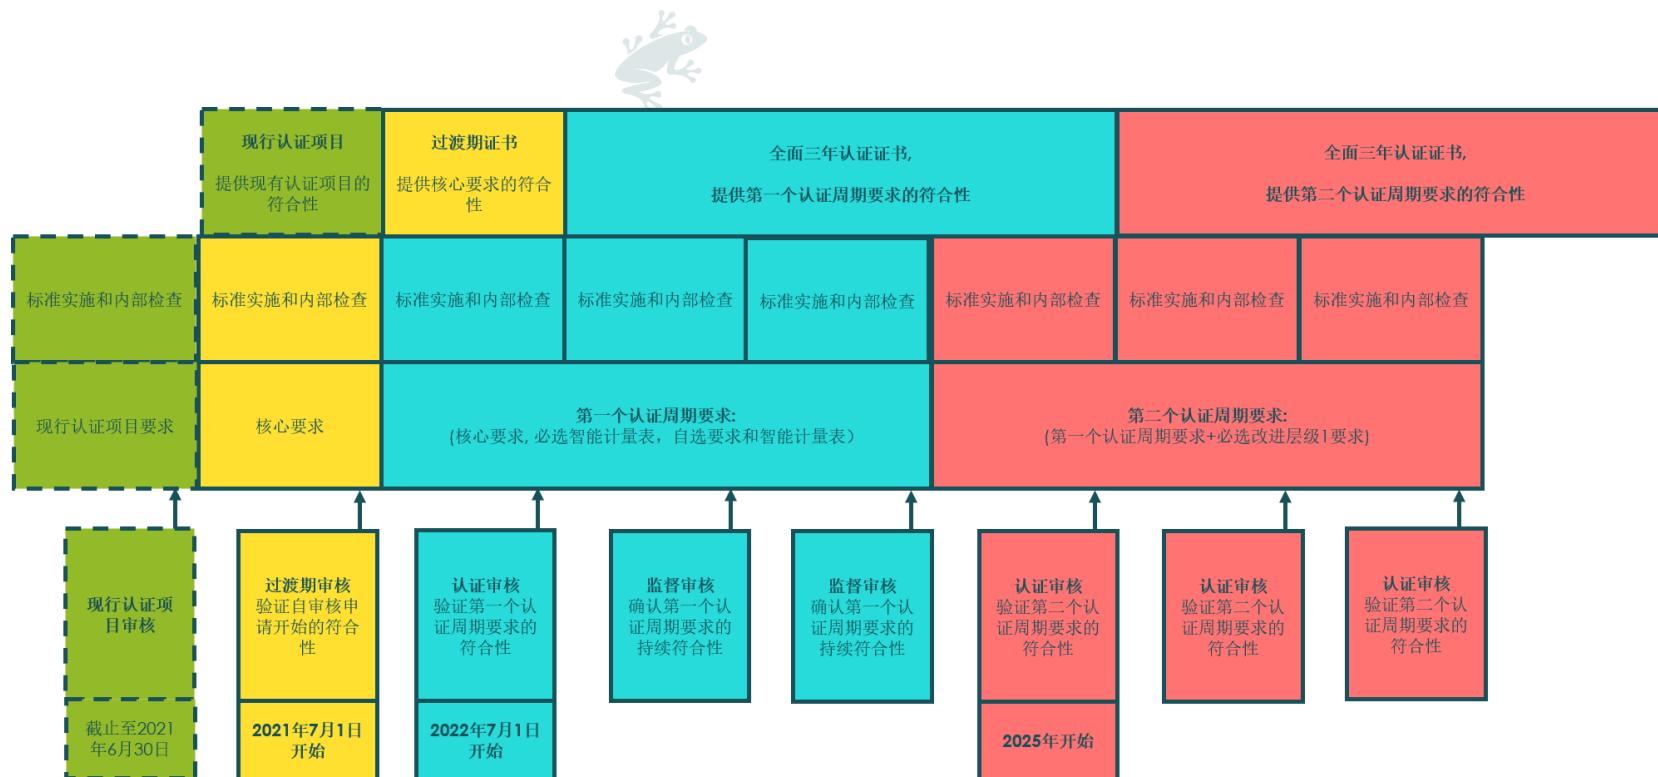 现行认证项目
提供现有认证项目的
符合性
过渡期证书
提供核心要求的符合
性
全面三年认证证书,
提供第一个认证周期要求的符合性
全面三年认证证书,
提供第二个认证周期要求的符合性
标准实施和内部检查
标准实施和内部检查
标准实施和内部检查
标准实施和内部检查
标准实施和内部检查
标准实施和内部检查
标准实施和内部检查
标准实施和内部检查
现行认证项目要求
核心要求
第一个认证周期要求:
(核心要求, 必选智能计量表，自选要求和智能计量表）
第二个认证周期要求:
(第一个认证周期要求+必选改进层级1要求)
现行认证项
目审核
截止至2021
年6月30日
过渡期审核
验证自审核申
请开始的符合
性
2021年7月1日
开始
认证审核
验证第一个认
证周期要求的
符合性
2022年7月1日
开始
监督审核
确认第一个认
证周期要求的
持续符合性
监督审核
确认第一个认
证周期要求的
持续符合性
认证审核
验证第二个认
证周期要求的
符合性
2025年开始
认证审核
验证第二个认
证周期要求的
符合性
认证审核
验证第二个认
证周期要求的
符合性